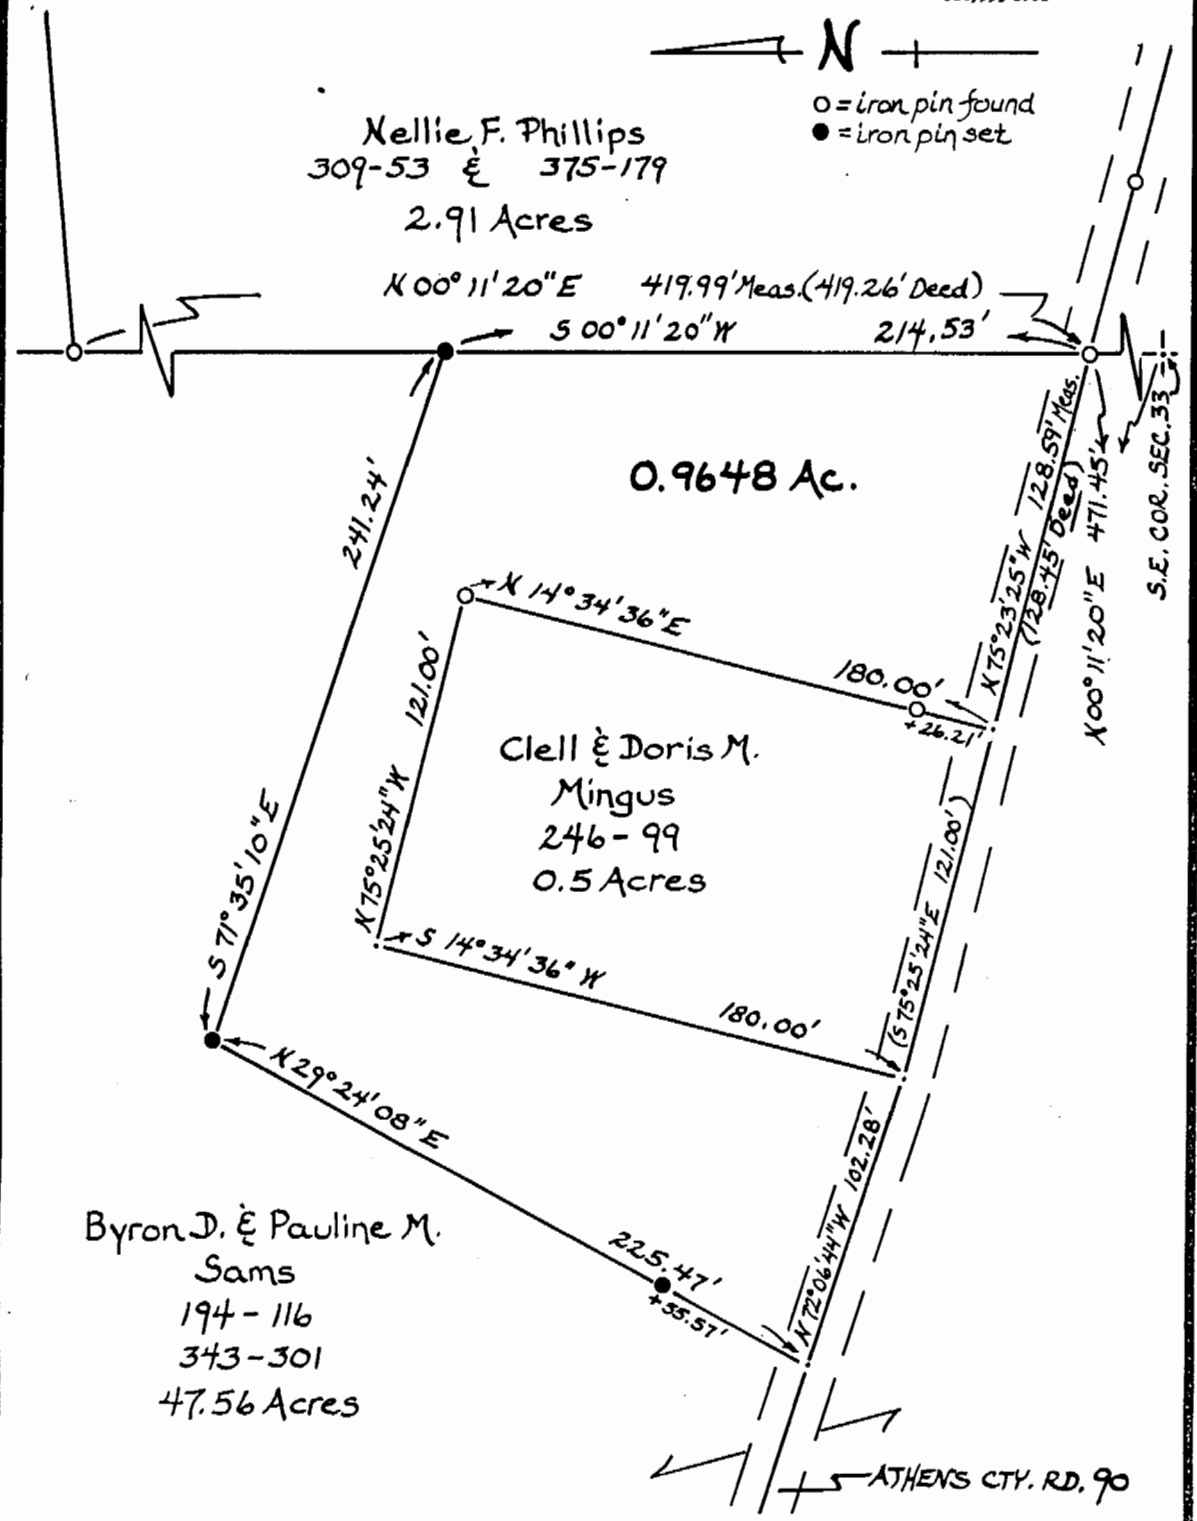 N
o = iron pin found
● = iron pin set
Nellie F. Phillips
309-53 & 375-179
2.91 Acres
N 00° 11' 20" E 419.99' Meas. (419.26' Deed)
S 00° 11' 20" W 214.53'
241.24'
S 71° 35' 10" E
0.9648 Ac.
N 75° 23' 25" W 128.59' Meas.
(128.45' Deed)
N 00° 11' 20" E 471.45'
S.E. COR. SEC. 33
N 14° 34' 36" E
180.00'
+26.21'
121.00'
N 75° 25' 24" W
Clell & Doris M.
Mingus
246-99
0.5 Acres
(S 75° 25' 24" E 121.00')
S 14° 34' 36" W
180.00'
N 29° 24' 08" E
225.47'
+55.57'
N 72° 06' 44" W 102.28'
Byron D. & Pauline M.
Sams
194-116
343-301
47.56 Acres
ATHENS CTY. RD. 90